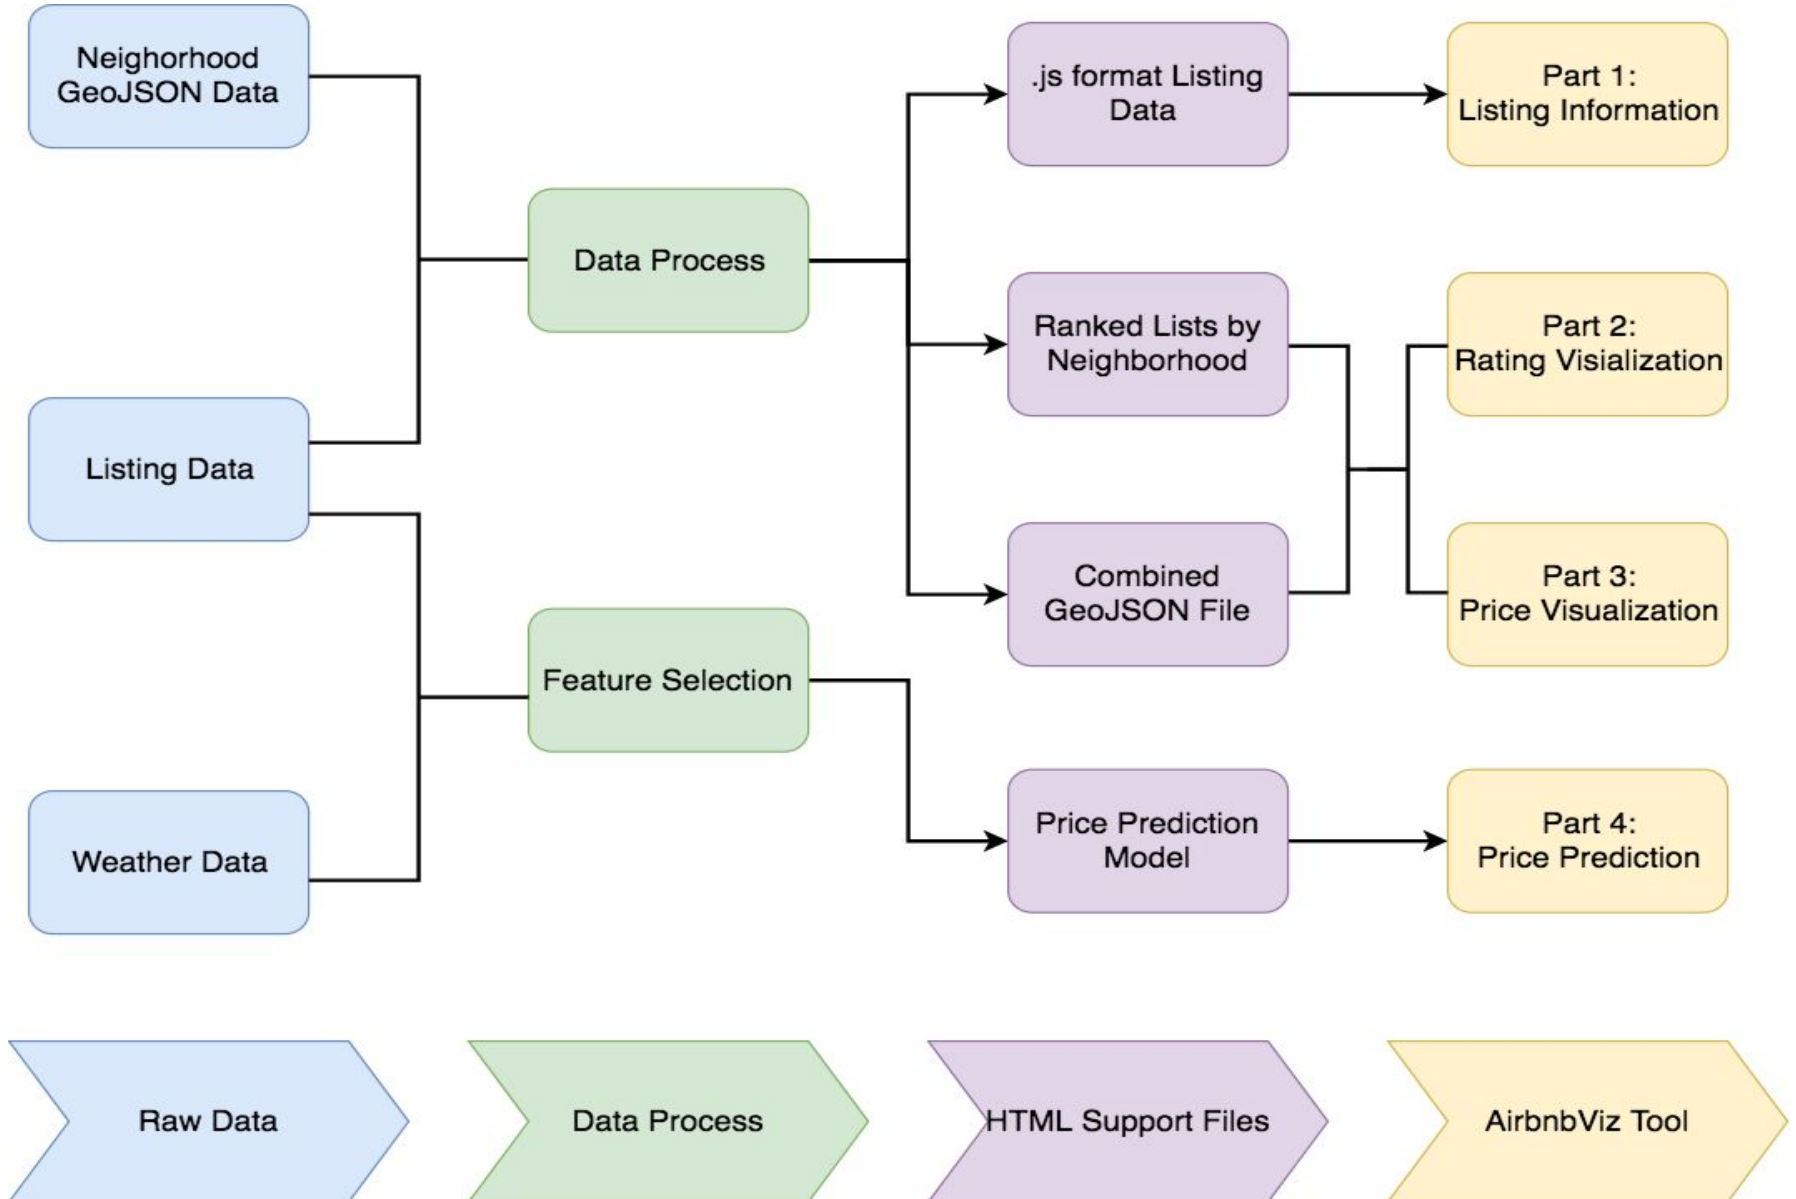 Neighorhood
GeoJSON Data
Listing Data
Weather Data
Data Process
Feature Selection
.js format Listing
Data
Ranked Lists by
Neighborhood
Combined
GeoJSON File
Price Prediction
Model
Part 1:
Listing Information
Part 2:
Rating Visialization
Part 3:
Price Visualization
Part 4:
Price Prediction
Raw Data
Data Process
HTML Support Files
AirbnbViz Tool